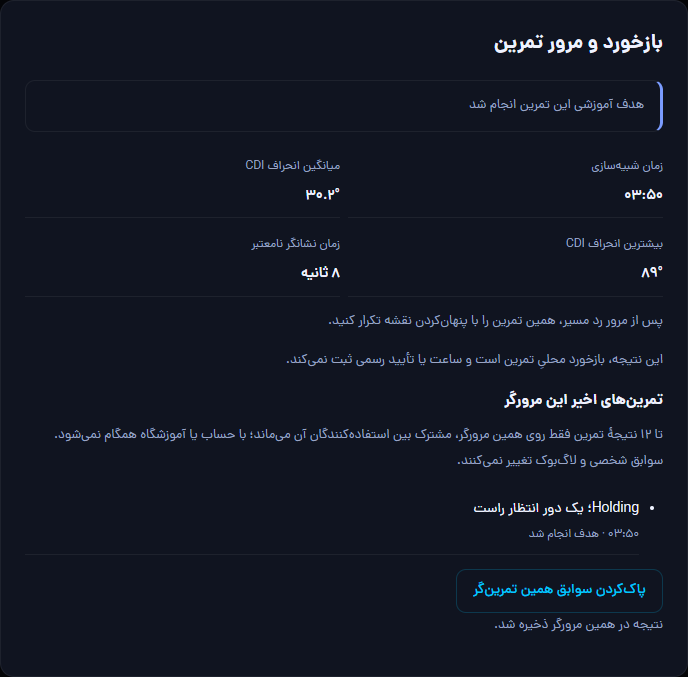 بازخورد و مرور تمرین
هدف آموزشی این تمرین انجام شد
زمان شبیه‌سازی
۰۳:۵۰
میانگین انحراف CDI
۳۰.۲°
بیشترین انحراف CDI
۸۹°
زمان نشانگر نامعتبر
۸ ثانیه
پس از مرور رد مسیر، همین تمرین را با پنهان‌کردن نقشه تکرار کنید.
این نتیجه، بازخورد محلیِ تمرین است و ساعت یا تأیید رسمی ثبت نمی‌کند.
تمرین‌های اخیر این مرورگر
تا ۱۲ نتیجهٔ تمرین فقط روی همین مرورگر، مشترک بین استفاده‌کنندگان آن می‌ماند؛ با حساب یا آموزشگاه همگام نمی‌شود.
سوابق شخصی و لاگ‌بوک تغییر نمی‌کنند.
• Holding؛ یک دور انتظار راست
۰۳:۵۰ · هدف انجام شد
پاک‌کردن سوابق همین تمرین‌گر
نتیجه در همین مرورگر ذخیره شد.